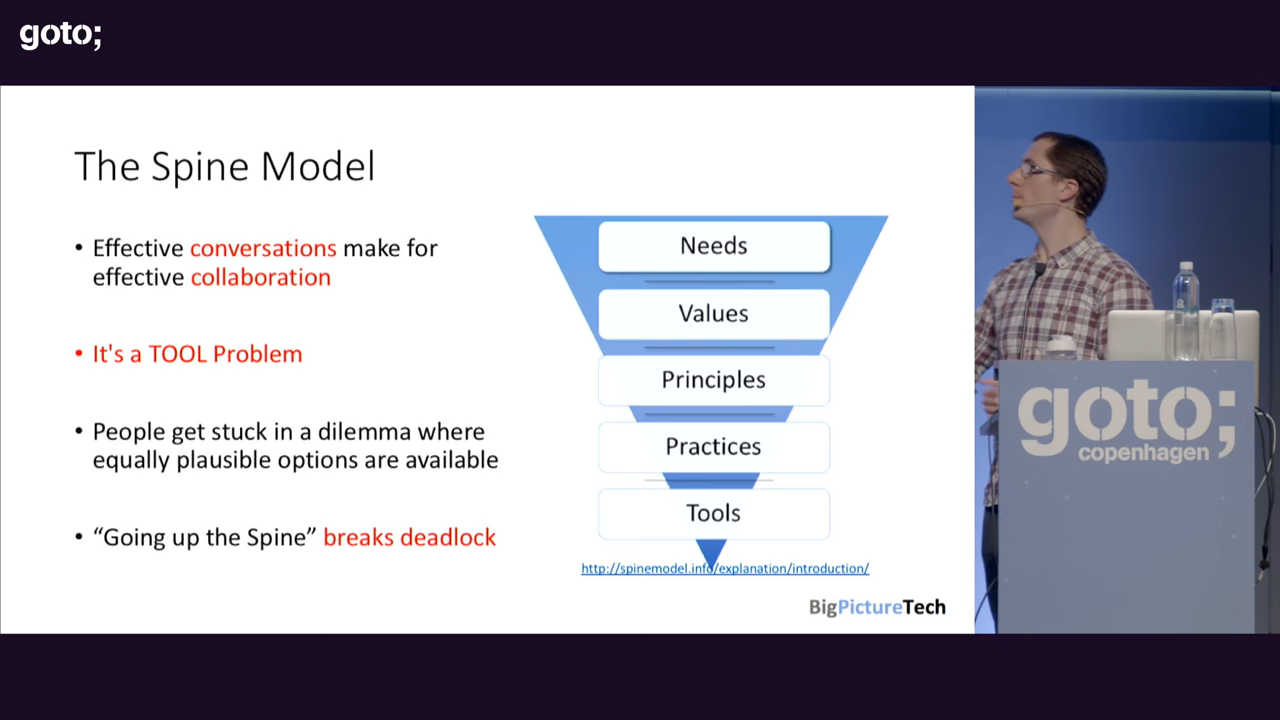 goto;
The Spine Model
• Effective conversations make for
effective collaboration
• It's a TOOL Problem
• People get stuck in a dilemma where
equally plausible options are available
• “Going up the Spine” breaks deadlock
Needs
Values
Principles
Practices
Tools
http://spinemodel.info/explanation/introduction/
BigPictureTech
goto;
copenhagen